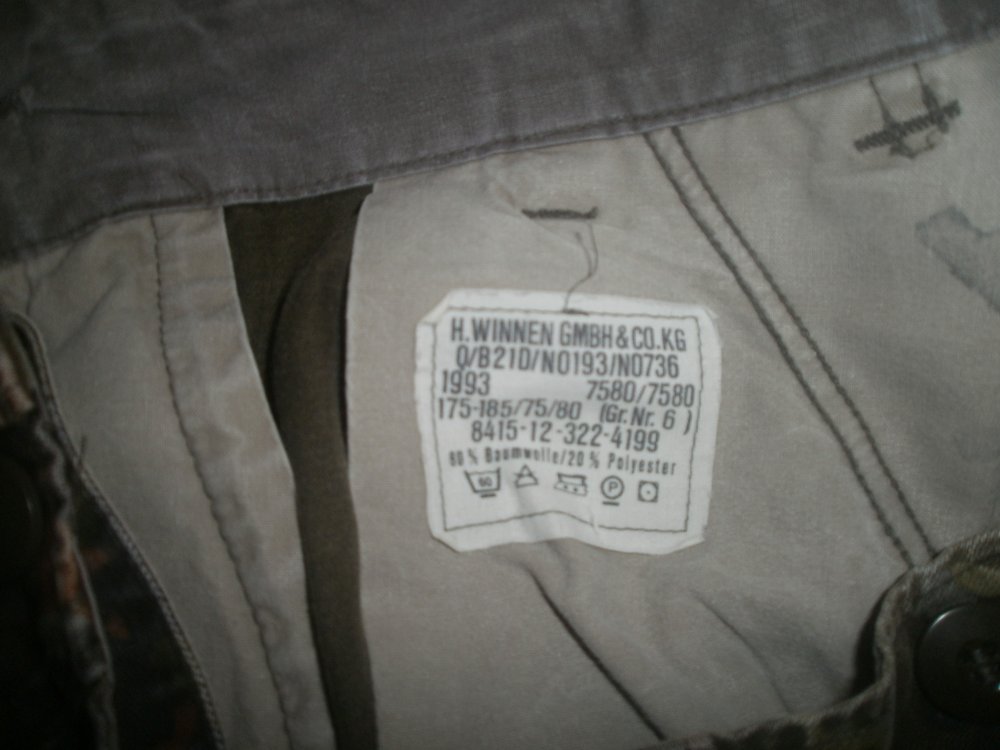 H.WINNEN GMBH&CO.KG
Q/B21D/N0193/N0736
1993 7580/7580
175-185/75/80 (Gr.Nr. 6 )
8415-12-322-4199
80 % Baumwolle/20 % Polyester
60 P